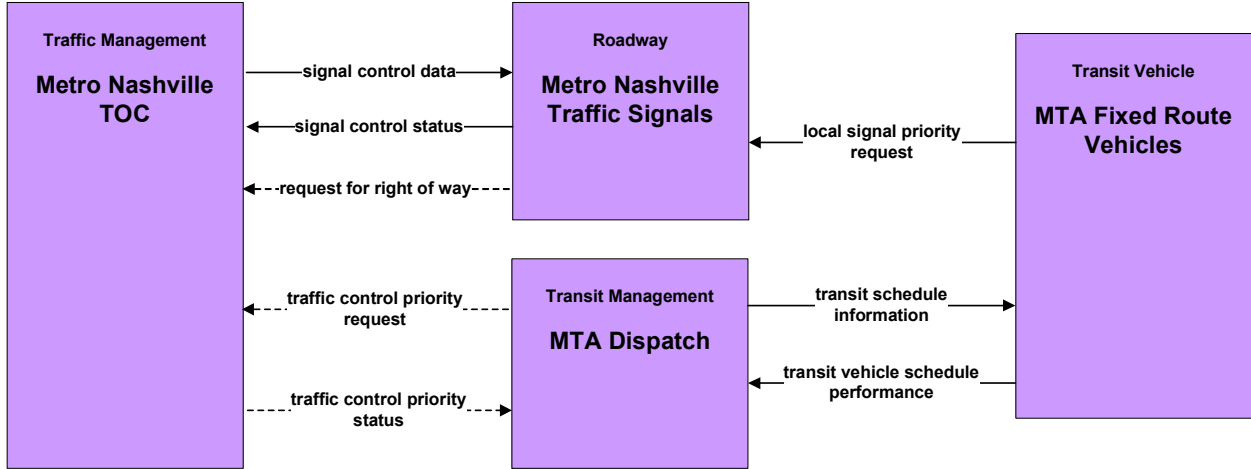 Traffic Management
Metro Nashville
TOC
signal control data
signal control status
request for right of way
traffic control priority
request
traffic control priority
status
Roadway
Metro Nashville
Traffic Signals
Transit Management
MTA Dispatch
local signal priority
request
transit schedule
information
transit vehicle schedule
performance
Transit Vehicle
MTA Fixed Route
Vehicles